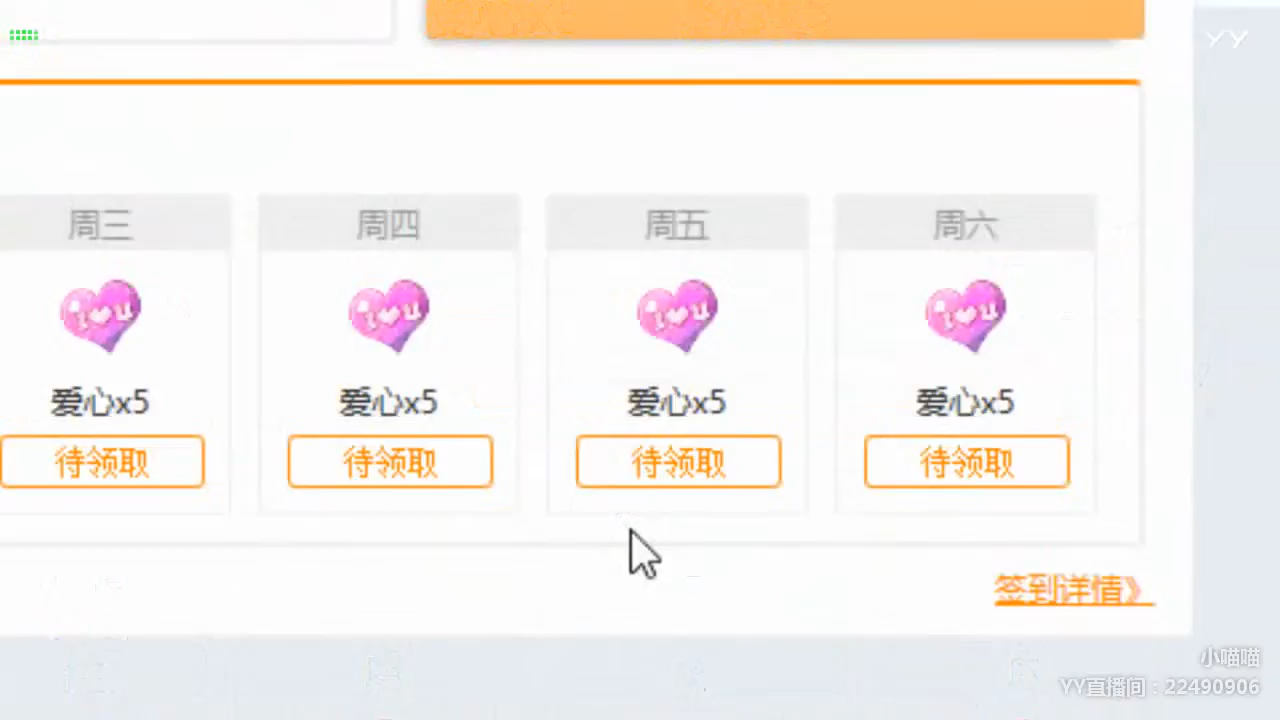 YY
周三 周四 周五 周六
I u I u I u I u
爱心x5 爱心x5 爱心x5 爱心x5
待领取 待领取 待领取 待领取
签到详情》
小喵喵
YY直播间：22490906